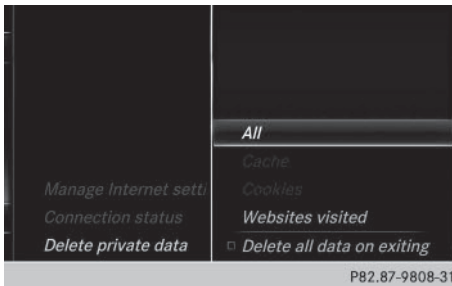 All
Cache
Cookies
Manage Internet setti
Connection status
Websites visited
Delete private data
Delete all data on exiting
P82.87-9808-31